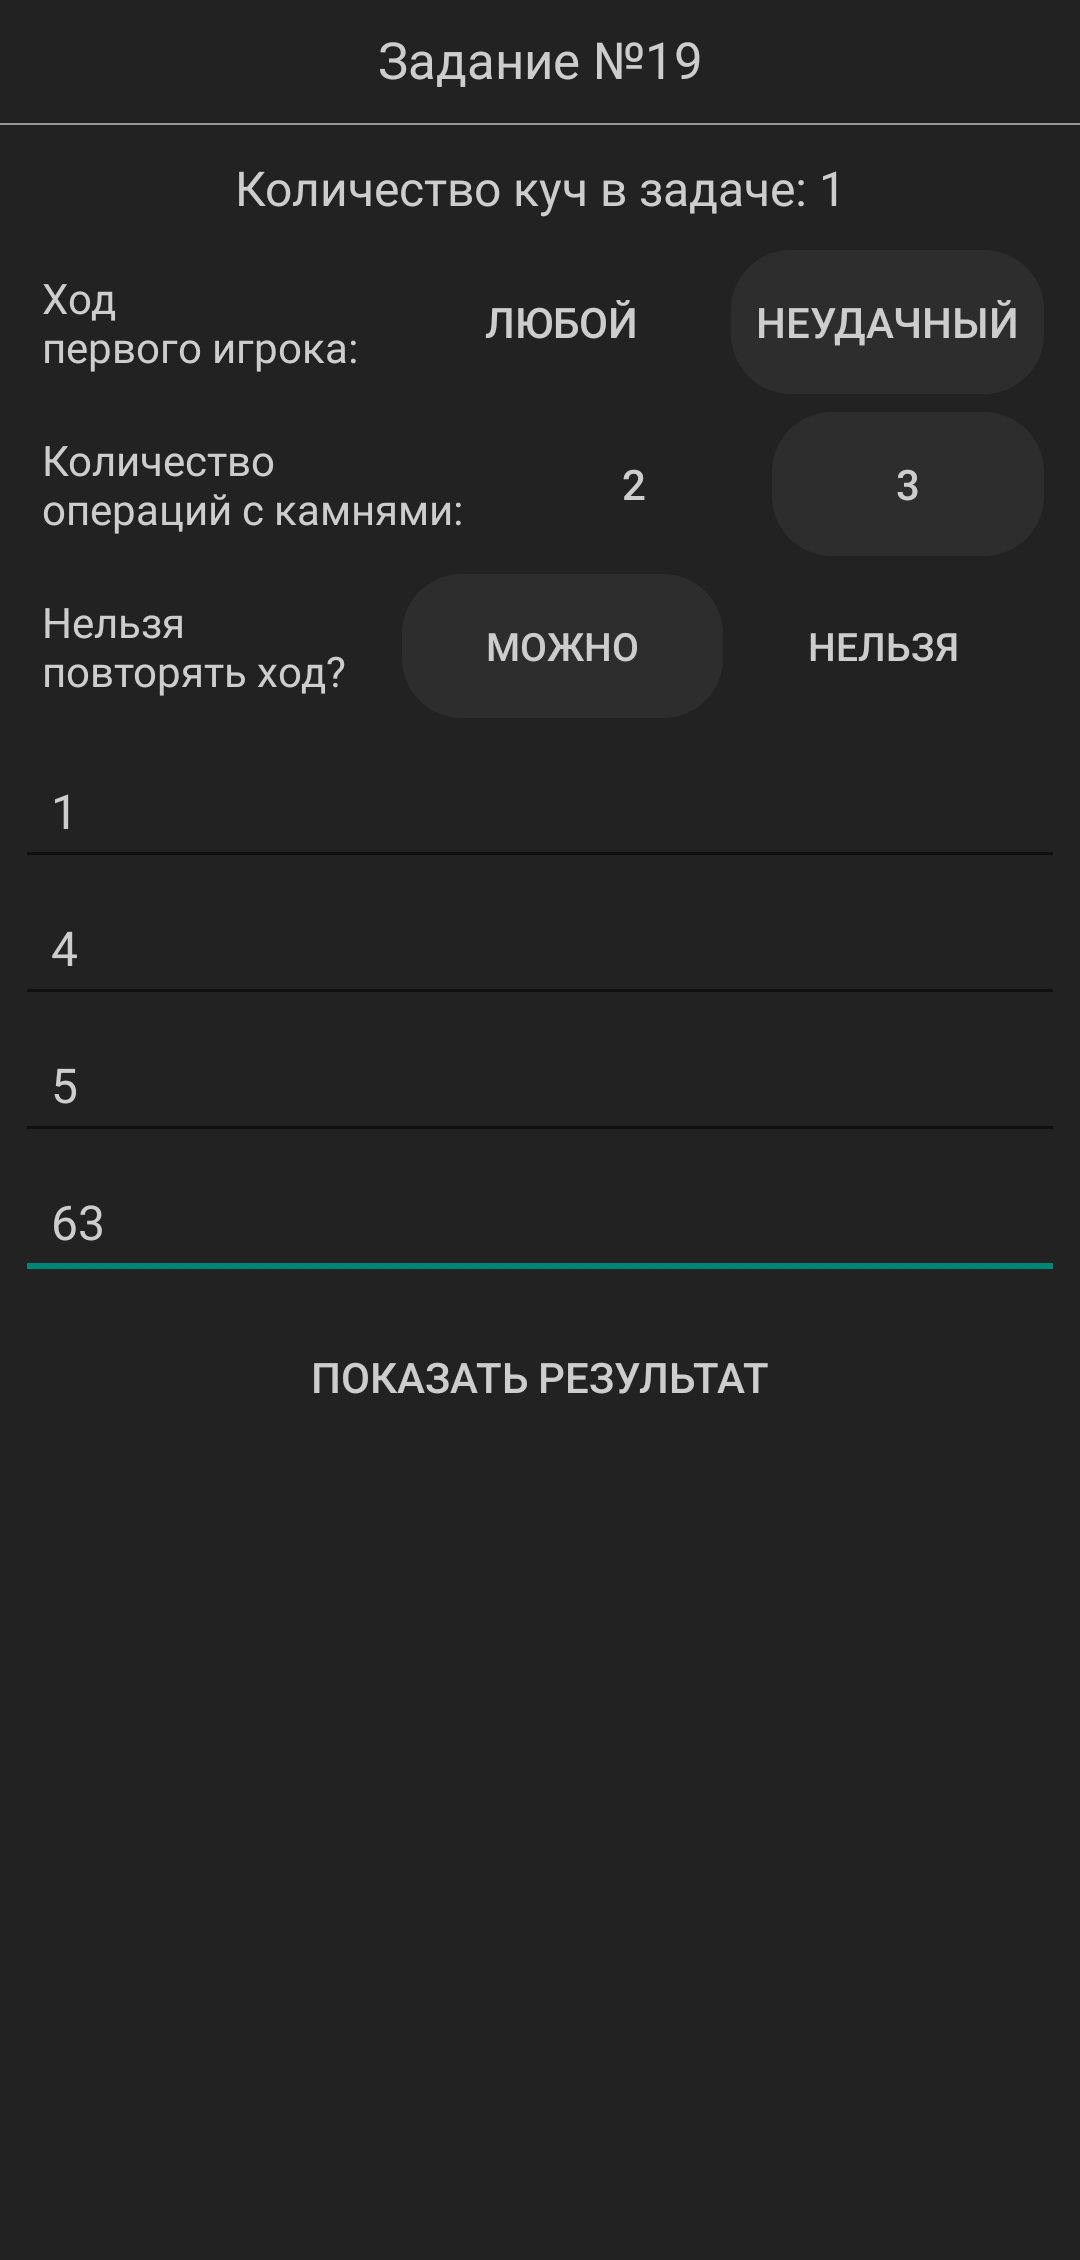 Задание №19
Количество куч в задаче: 1
Ход
первого игрока:
ЛЮБОЙ
НЕУДАЧНЫЙ
Количество
операций с камнями:
2
3
Нельзя
повторять ход?
МОЖНО
НЕЛЬЗЯ
1
4
5
63
ПОКАЗАТЬ РЕЗУЛЬТАТ